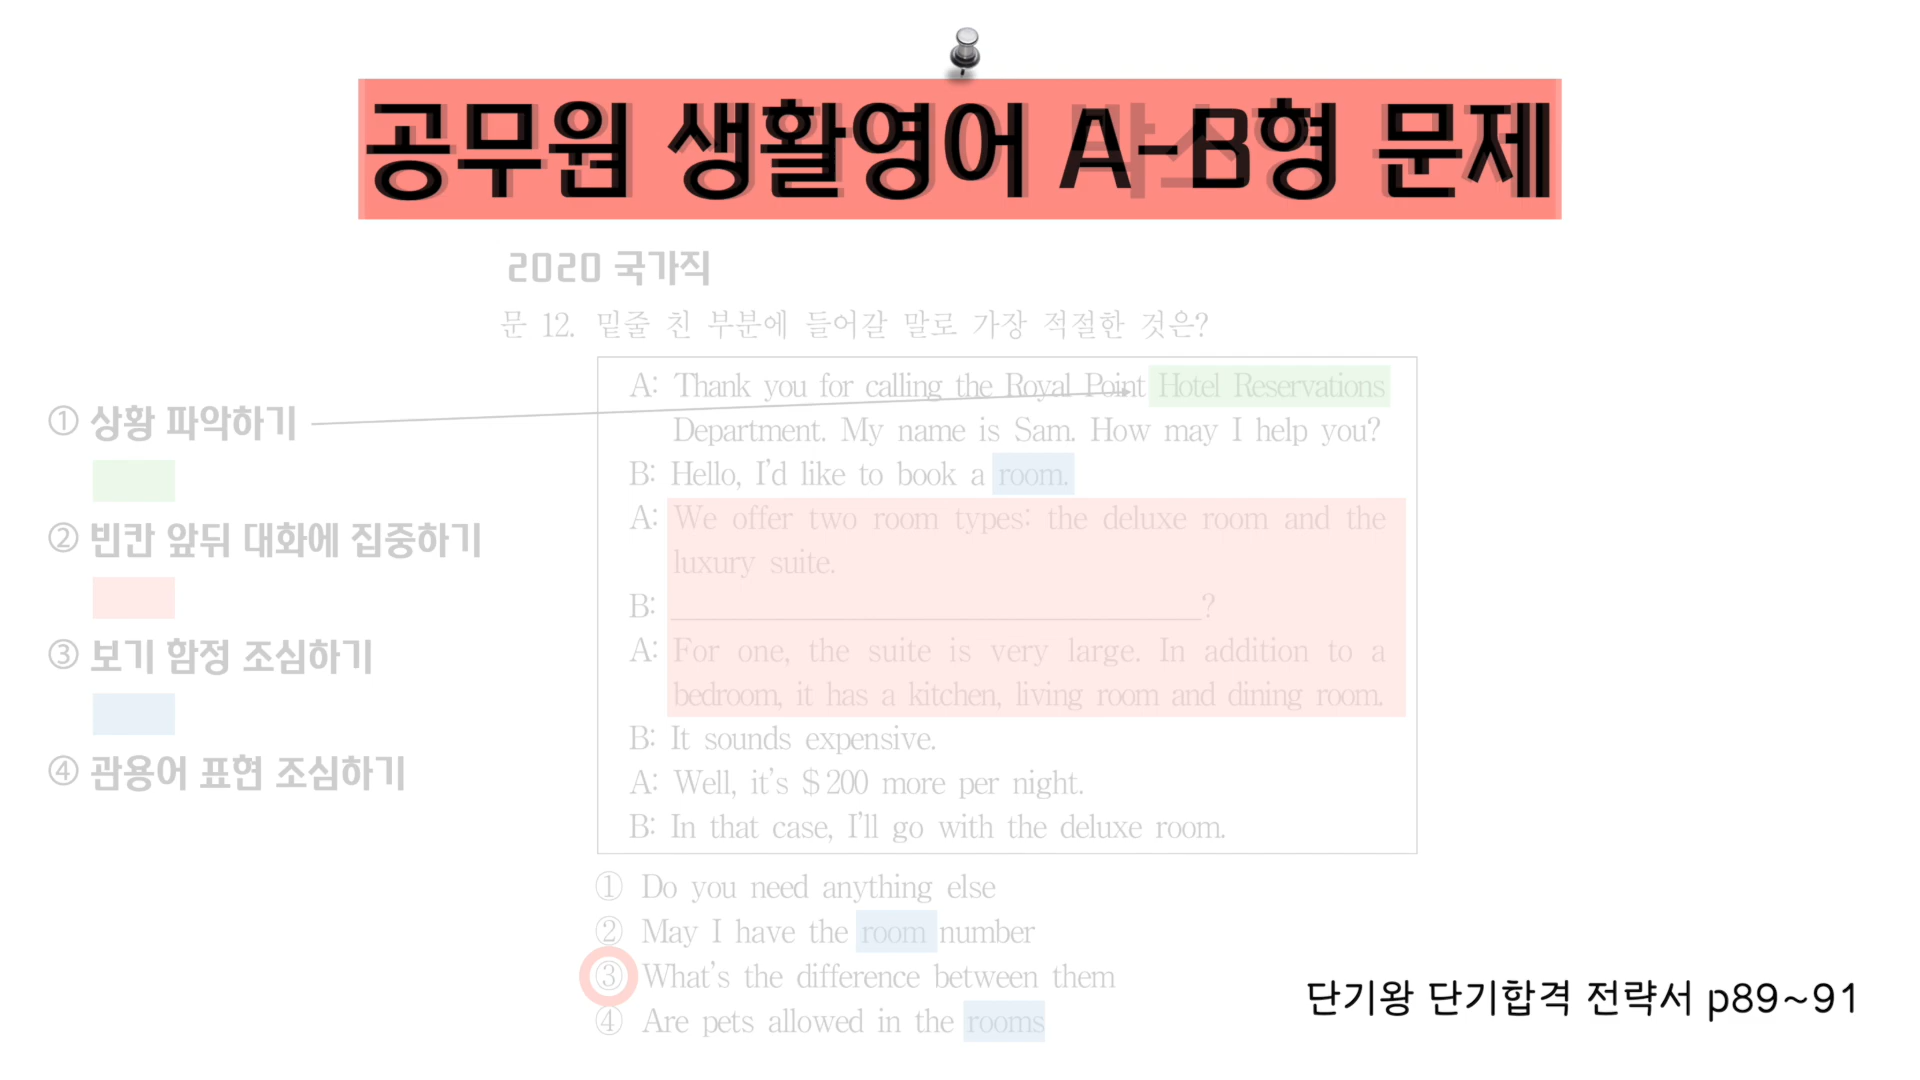 공무원 생활영어 A-B형 문제
2020 국가직
문 12. 밑줄 친 부분에 들어갈 말로 가장 적절한 것은?
① 상황 파악하기
② 빈칸 앞뒤 대화에 집중하기
③ 보기 함정 조심하기
④ 관용어 표현 조심하기
A: Thank you for calling the Royal Point Hotel Reservations
Department. My name is Sam. How may I help you?
B: Hello, I'd like to book a room.
A: We offer two room types: the deluxe room and the
luxury suite.
B: ?
A: For one, the suite is very large. In addition to a
bedroom, it has a kitchen, living room and dining room.
B: It sounds expensive.
A: Well, it's $200 more per night.
B: In that case, I'll go with the deluxe room.
① Do you need anything else
② May I have the room number
③ What's the difference between them
④ Are pets allowed in the rooms
단기왕 단기합격 전략서 p89~91